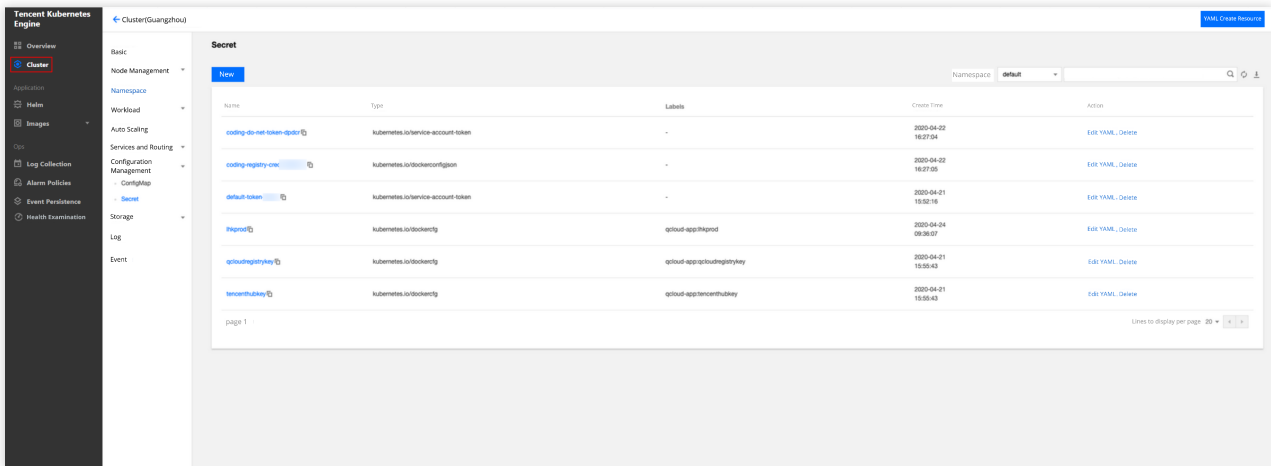 Tencent Kubernetes
Engine
Overview
Cluster
Application
Helm
Images
Ops
Log Collection
Alarm Policies
Event Persistence
Health Examination
Cluster(Guangzhou)
YAML Create Resource
Basic
Node Management
Namespace
Workload
Auto Scaling
Services and Routing
Configuration
Management
ConfigMap
Secret
Storage
Log
Event
Secret
New
Namespace default
Name Type Labels Create Time Action
coding-do-net-token-dpdcr kubernetes.io/service-account-token - 2020-04-22 16:27:04 Edit YAML, Delete
coding-registry-cre kubernetes.io/dockerconfigjson - 2020-04-22 16:27:05 Edit YAML, Delete
default-token- kubernetes.io/service-account-token - 2020-04-21 15:52:16 Edit YAML, Delete
lhkprod kubernetes.io/dockercfg qcloud-app:lhkprod 2020-04-24 09:36:07 Edit YAML, Delete
qcloudregistrykey kubernetes.io/dockercfg qcloud-app:qcloudregistrykey 2020-04-21 15:55:43 Edit YAML, Delete
tencenthubkey kubernetes.io/dockercfg qcloud-app:tencenthubkey 2020-04-21 15:55:43 Edit YAML, Delete
page 1
Lines to display per page 20